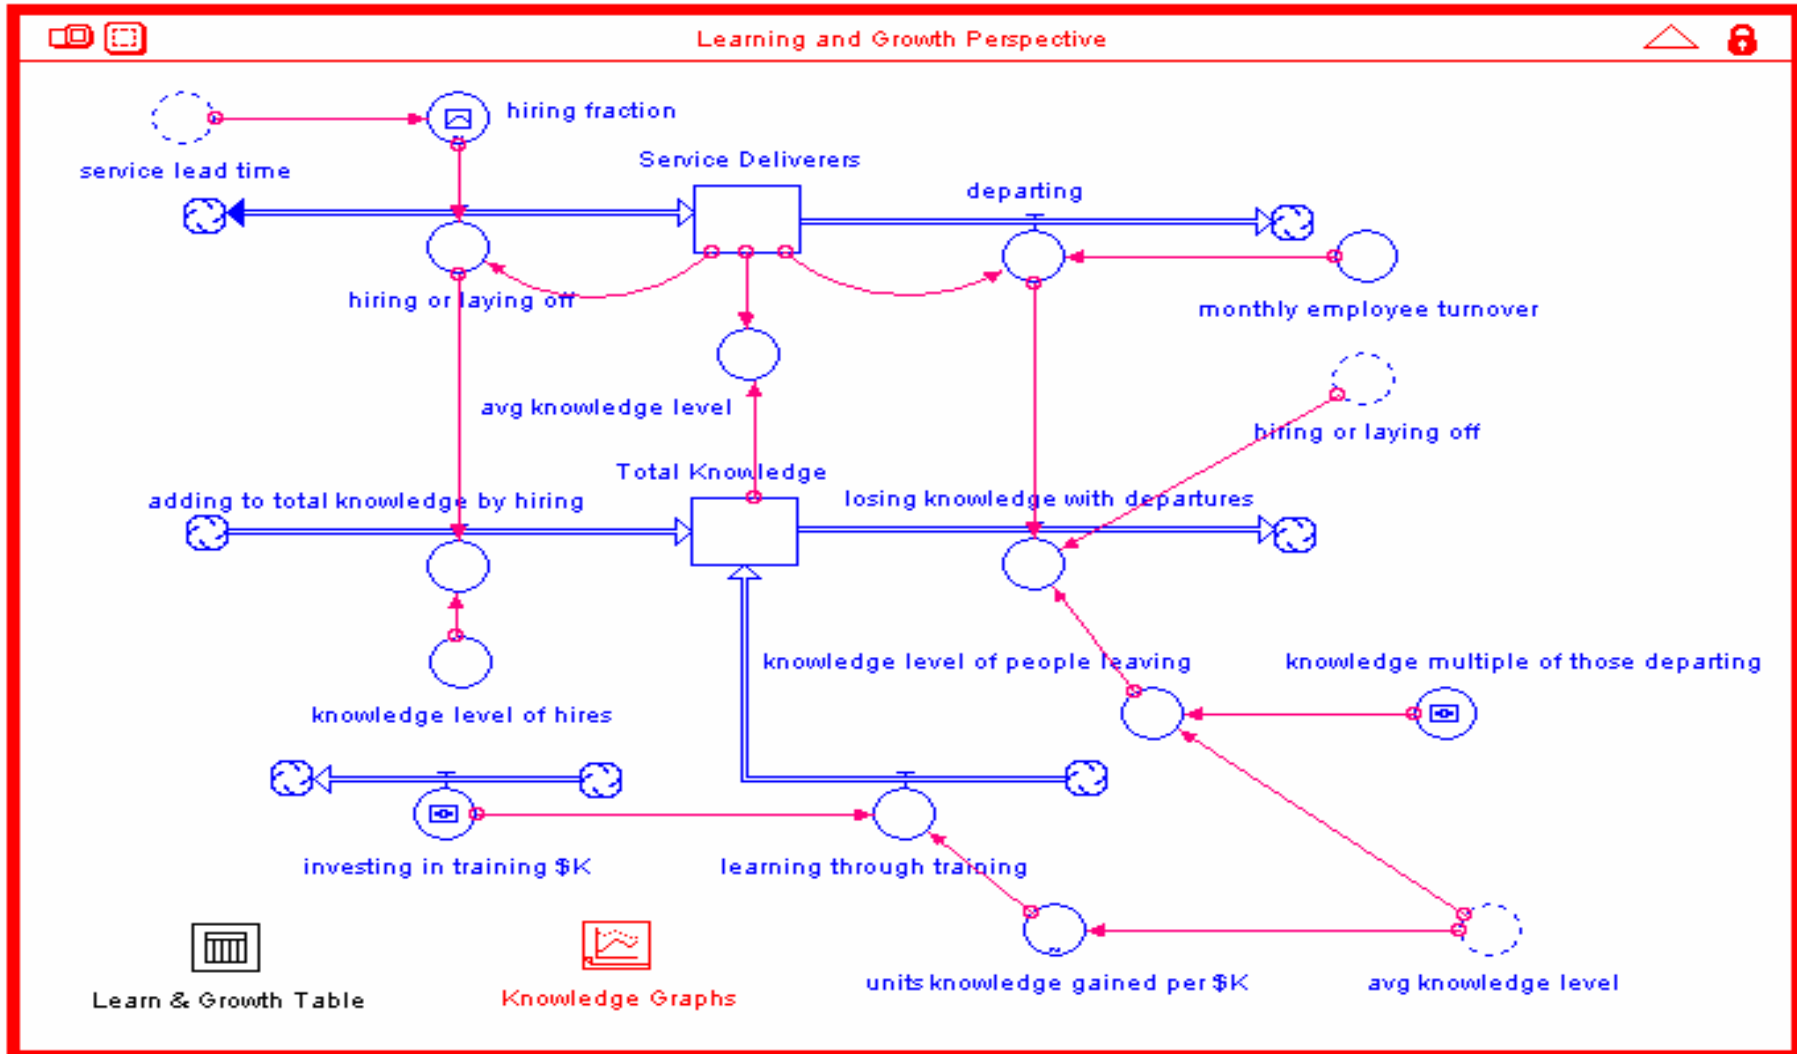 Learning and Growth Perspective
hiring fraction
Service Deliverers
service lead time
departing
hiring or laying off
monthly employee turnover
avg knowledge level
hiring or laying off
Total Knowledge
adding to total knowledge by hiring
losing knowledge with departures
knowledge level of people leaving
knowledge multiple of those departing
knowledge level of hires
investing in training $K
learning through training
units knowledge gained per $K
avg knowledge level
Learn & Growth Table
Knowledge Graphs